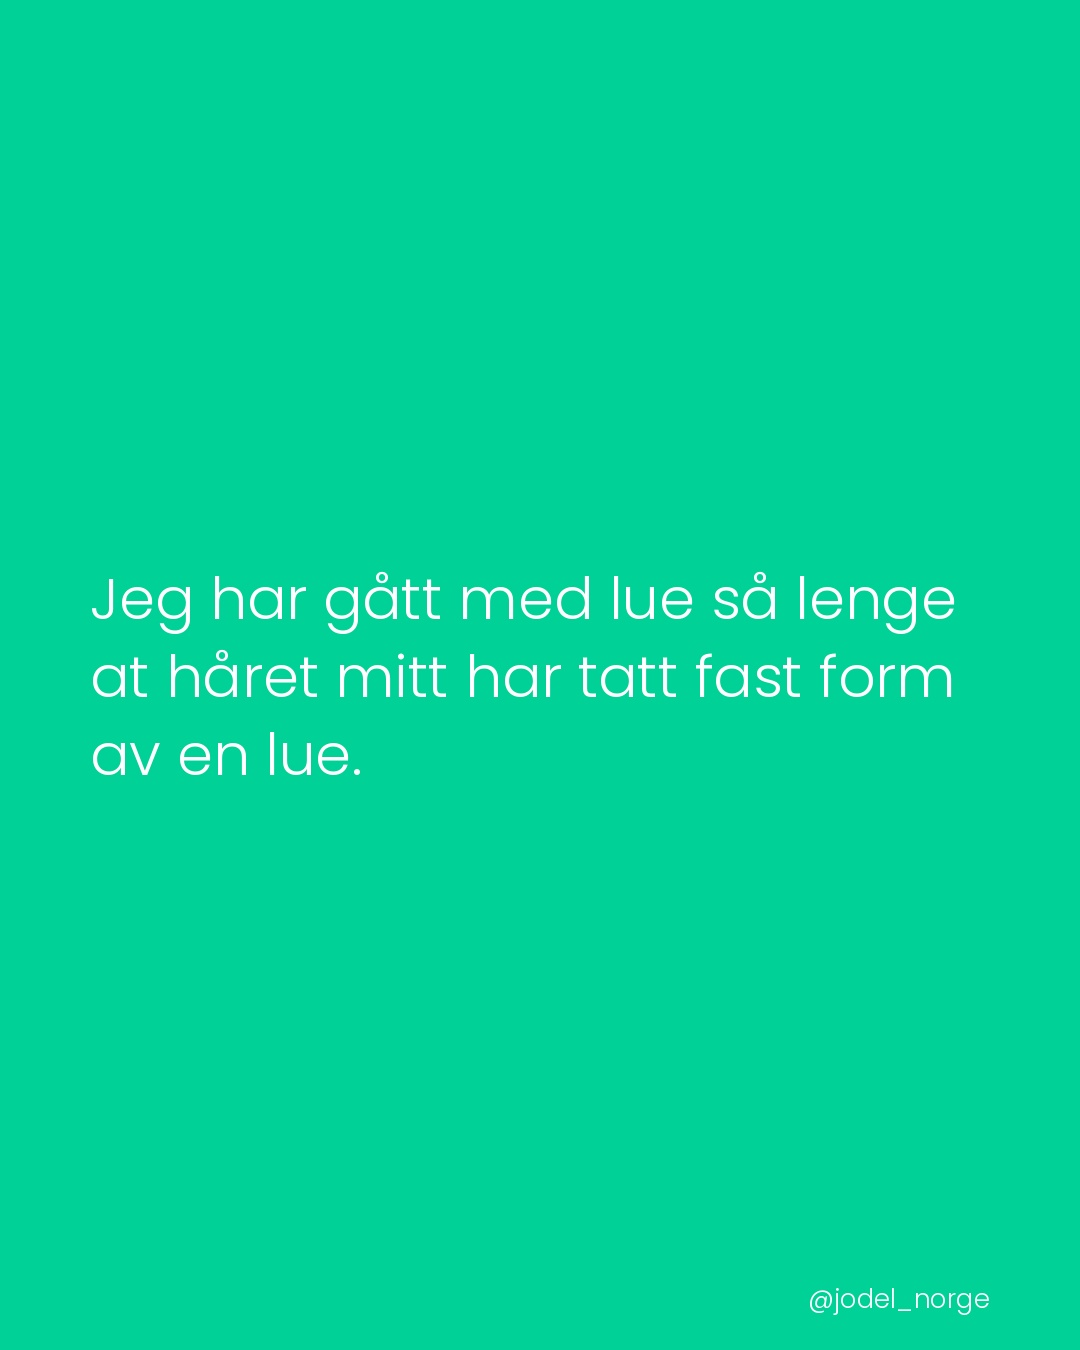 Jeg har gått med lue så lenge
at håret mitt har tatt fast form
av en lue.
@jodel_norge